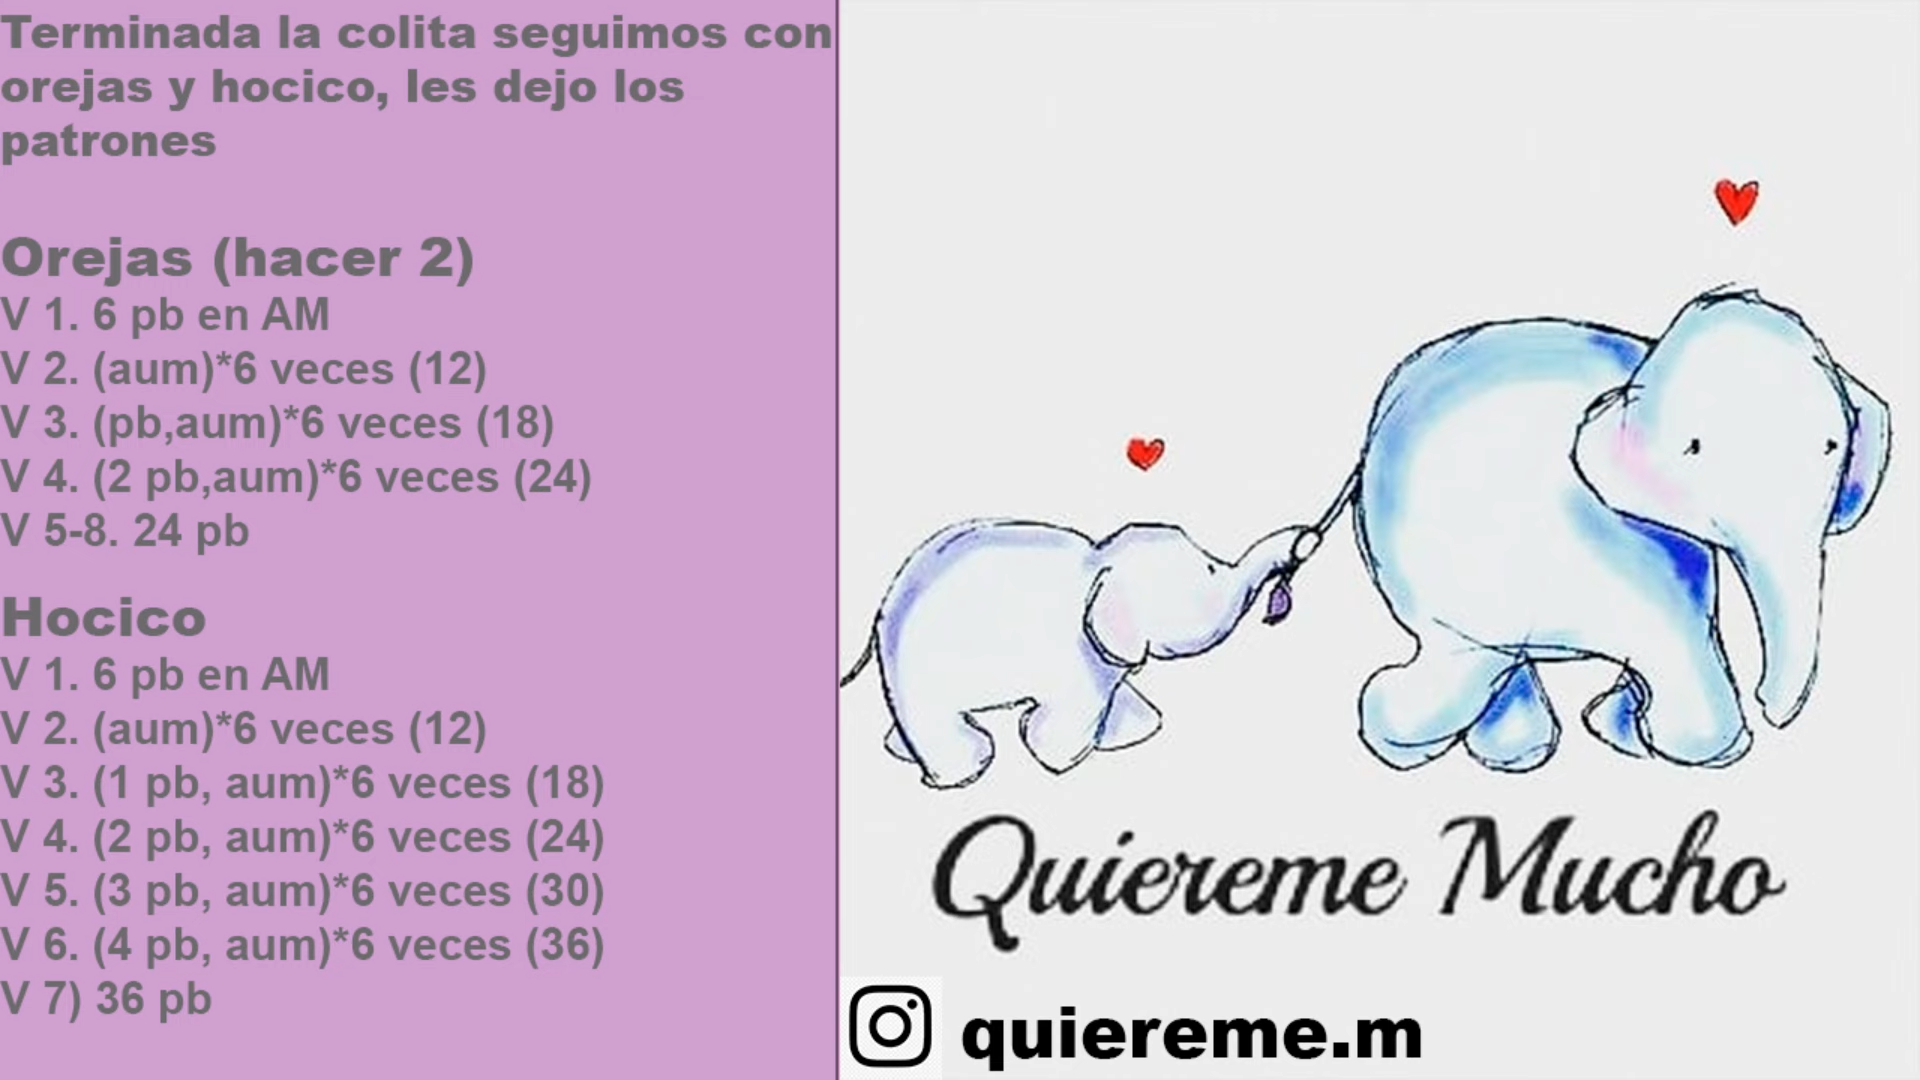 Terminada la colita seguimos con
orejas y hocico, les dejo los
patrones
Orejas (hacer 2)
V 1. 6 pb en AM
V 2. (aum)*6 veces (12)
V 3. (pb,aum)*6 veces (18)
V 4. (2 pb,aum)*6 veces (24)
V 5-8. 24 pb
Hocico
V 1. 6 pb en AM
V 2. (aum)*6 veces (12)
V 3. (1 pb, aum)*6 veces (18)
V 4. (2 pb, aum)*6 veces (24)
V 5. (3 pb, aum)*6 veces (30)
V 6. (4 pb, aum)*6 veces (36)
V 7) 36 pb
Quiereme Mucho
quiereme.m